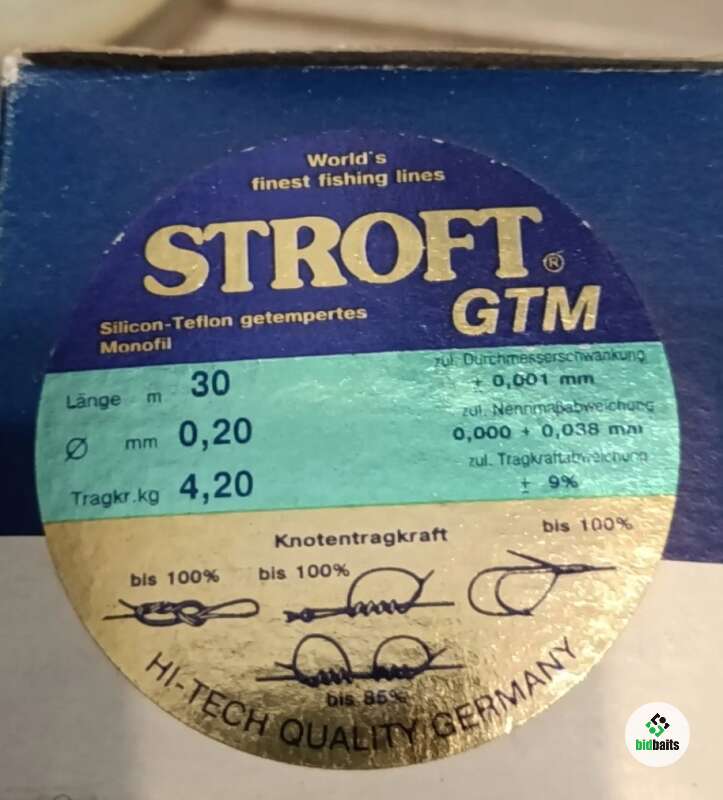 World's
finest fishing lines
STROFT®
GTM
Silicon-Teflon getempertes
Monofil
Länge m 30
Ø mm 0,20
Tragkr.kg 4,20
zul. Durchmesserschwankung
± 0,001 mm
zul. Nennmaßabweichung
0,000 + 0,038 mm
zul. Tragkraftabweichung
± 9%
Knotentragkraft
bis 100%
bis 100%
bis 100%
bis 85%
HI-TECH QUALITY GERMANY
bidbaits